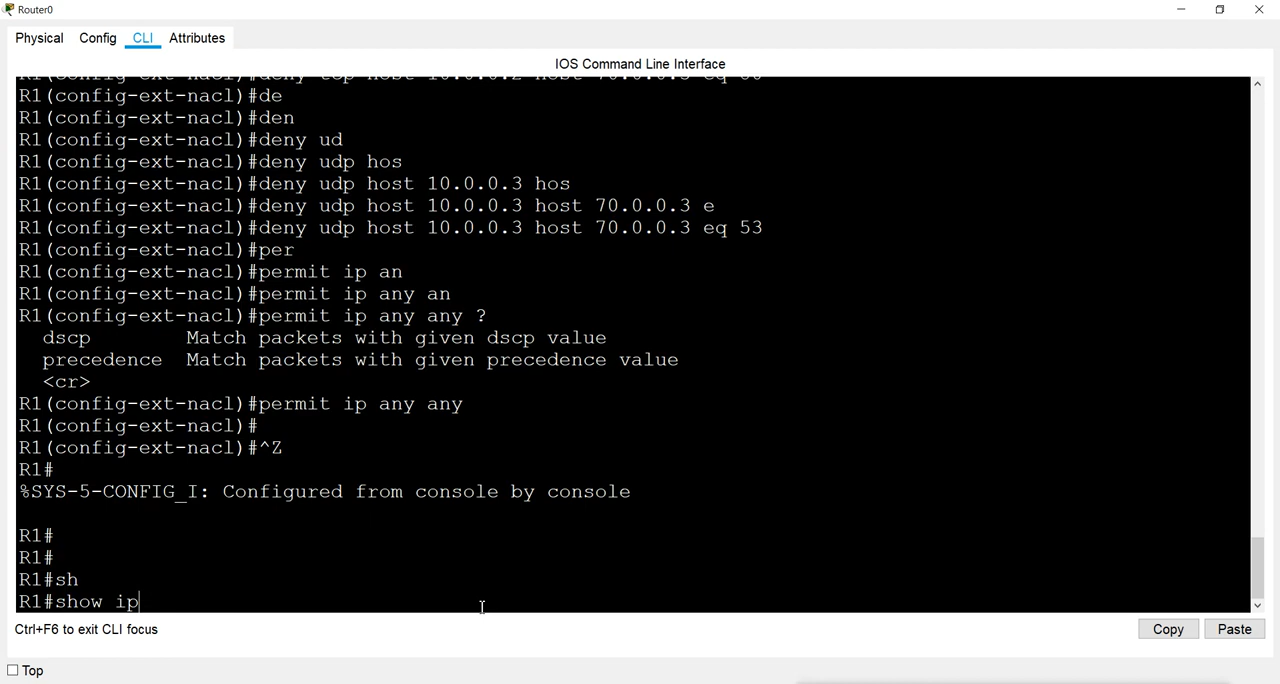 Router0
Physical Config CLI Attributes
IOS Command Line Interface
R1(config-ext-nacl)#deny tcp host 10.0.0.2 host 70.0.0.3 eq 80
R1(config-ext-nacl)#de
R1(config-ext-nacl)#den
R1(config-ext-nacl)#deny ud
R1(config-ext-nacl)#deny udp hos
R1(config-ext-nacl)#deny udp host 10.0.0.3 hos
R1(config-ext-nacl)#deny udp host 10.0.0.3 host 70.0.0.3 e
R1(config-ext-nacl)#deny udp host 10.0.0.3 host 70.0.0.3 eq 53
R1(config-ext-nacl)#per
R1(config-ext-nacl)#permit ip an
R1(config-ext-nacl)#permit ip any an
R1(config-ext-nacl)#permit ip any any ?
dscp Match packets with given dscp value
precedence Match packets with given precedence value
<cr>
R1(config-ext-nacl)#permit ip any any
R1(config-ext-nacl)#
R1(config-ext-nacl)#^Z
R1#
%SYS-5-CONFIG_I: Configured from console by console
R1#
R1#
R1#sh
R1#show ip
Ctrl+F6 to exit CLI focus
Copy Paste
Top